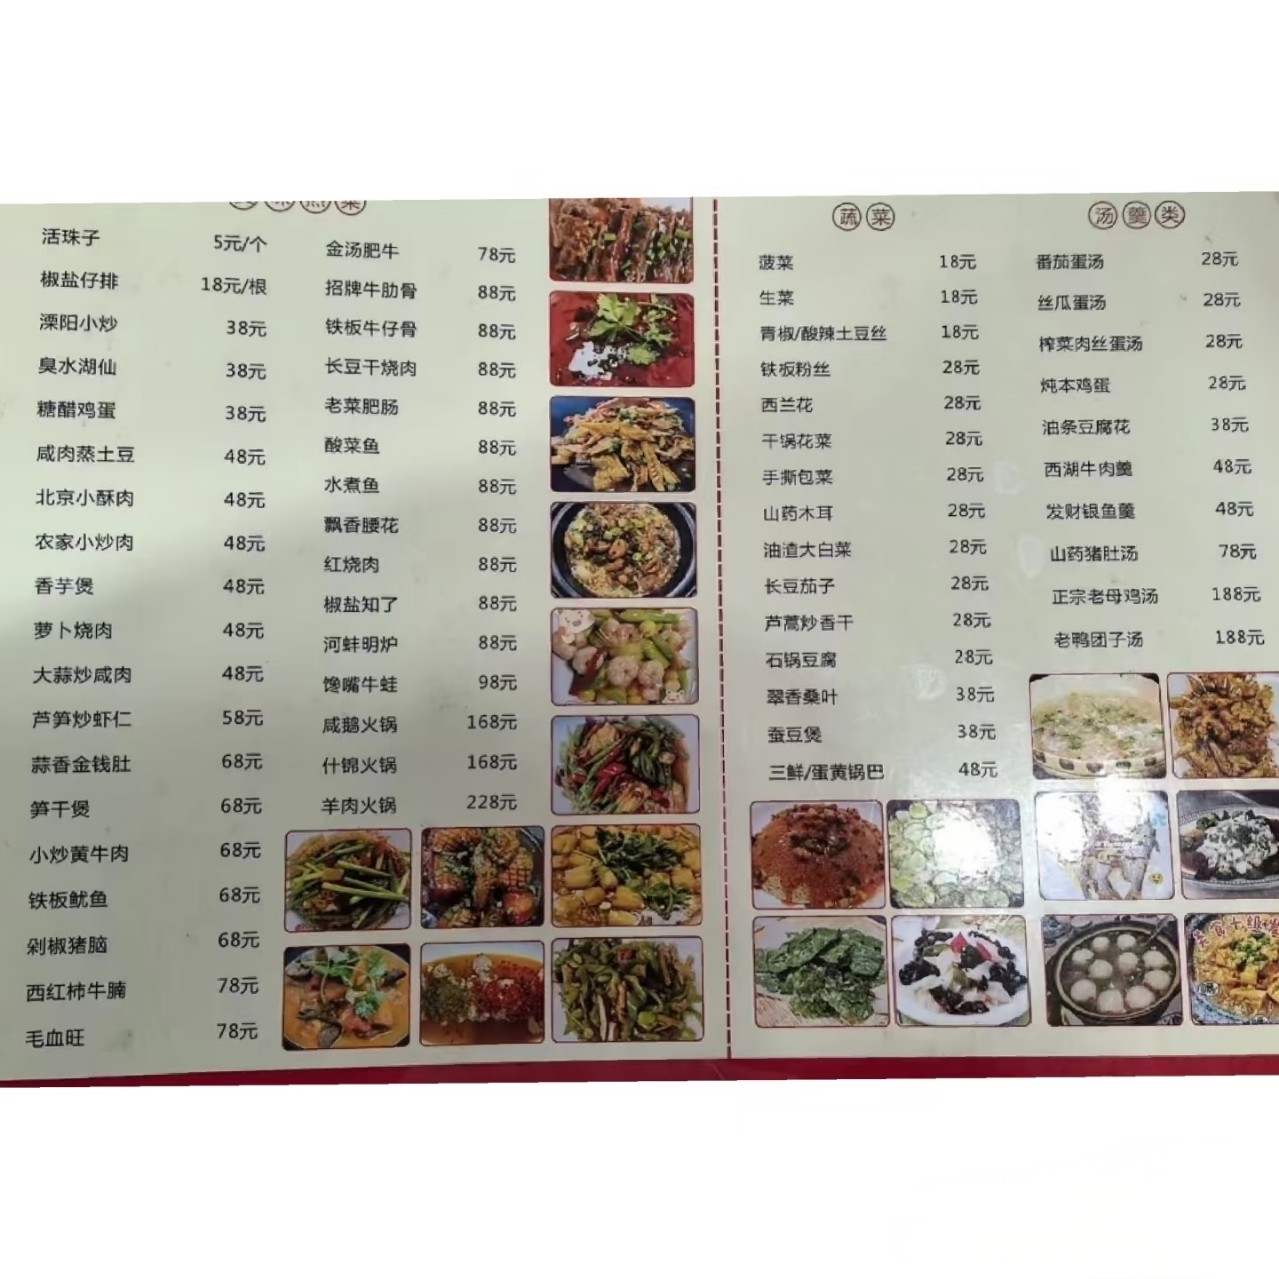 热菜
活珠子 5元/个
椒盐仔排 18元/根
溧阳小炒 38元
臭水湖仙 38元
糖醋鸡蛋 38元
咸肉蒸土豆 48元
北京小酥肉 48元
农家小炒肉 48元
香芋煲 48元
萝卜烧肉 48元
大蒜炒咸肉 48元
芦笋炒虾仁 58元
蒜香金钱肚 68元
笋干煲 68元
小炒黄牛肉 68元
铁板鱿鱼 68元
剁椒猪脑 68元
西红柿牛腩 78元
毛血旺 78元
金汤肥牛 78元
招牌牛肋骨 88元
铁板牛仔骨 88元
长豆干烧肉 88元
老菜肥肠 88元
酸菜鱼 88元
水煮鱼 88元
飘香腰花 88元
红烧肉 88元
椒盐知了 88元
河蚌明炉 88元
馋嘴牛蛙 98元
咸鹅火锅 168元
什锦火锅 168元
羊肉火锅 228元
蔬菜
菠菜 18元
生菜 18元
青椒/酸辣土豆丝 18元
铁板粉丝 28元
西兰花 28元
干锅花菜 28元
手撕包菜 28元
山药木耳 28元
油渣大白菜 28元
长豆茄子 28元
芦蒿炒香干 28元
石锅豆腐 28元
翠香桑叶 38元
蚕豆煲 38元
三鲜/蛋黄锅巴 48元
汤羹类
番茄蛋汤 28元
丝瓜蛋汤 28元
榨菜肉丝蛋汤 28元
炖本鸡蛋 28元
油条豆腐花 38元
西湖牛肉羹 48元
发财银鱼羹 48元
山药猪肚汤 78元
正宗老母鸡汤 188元
老鸭团子汤 188元